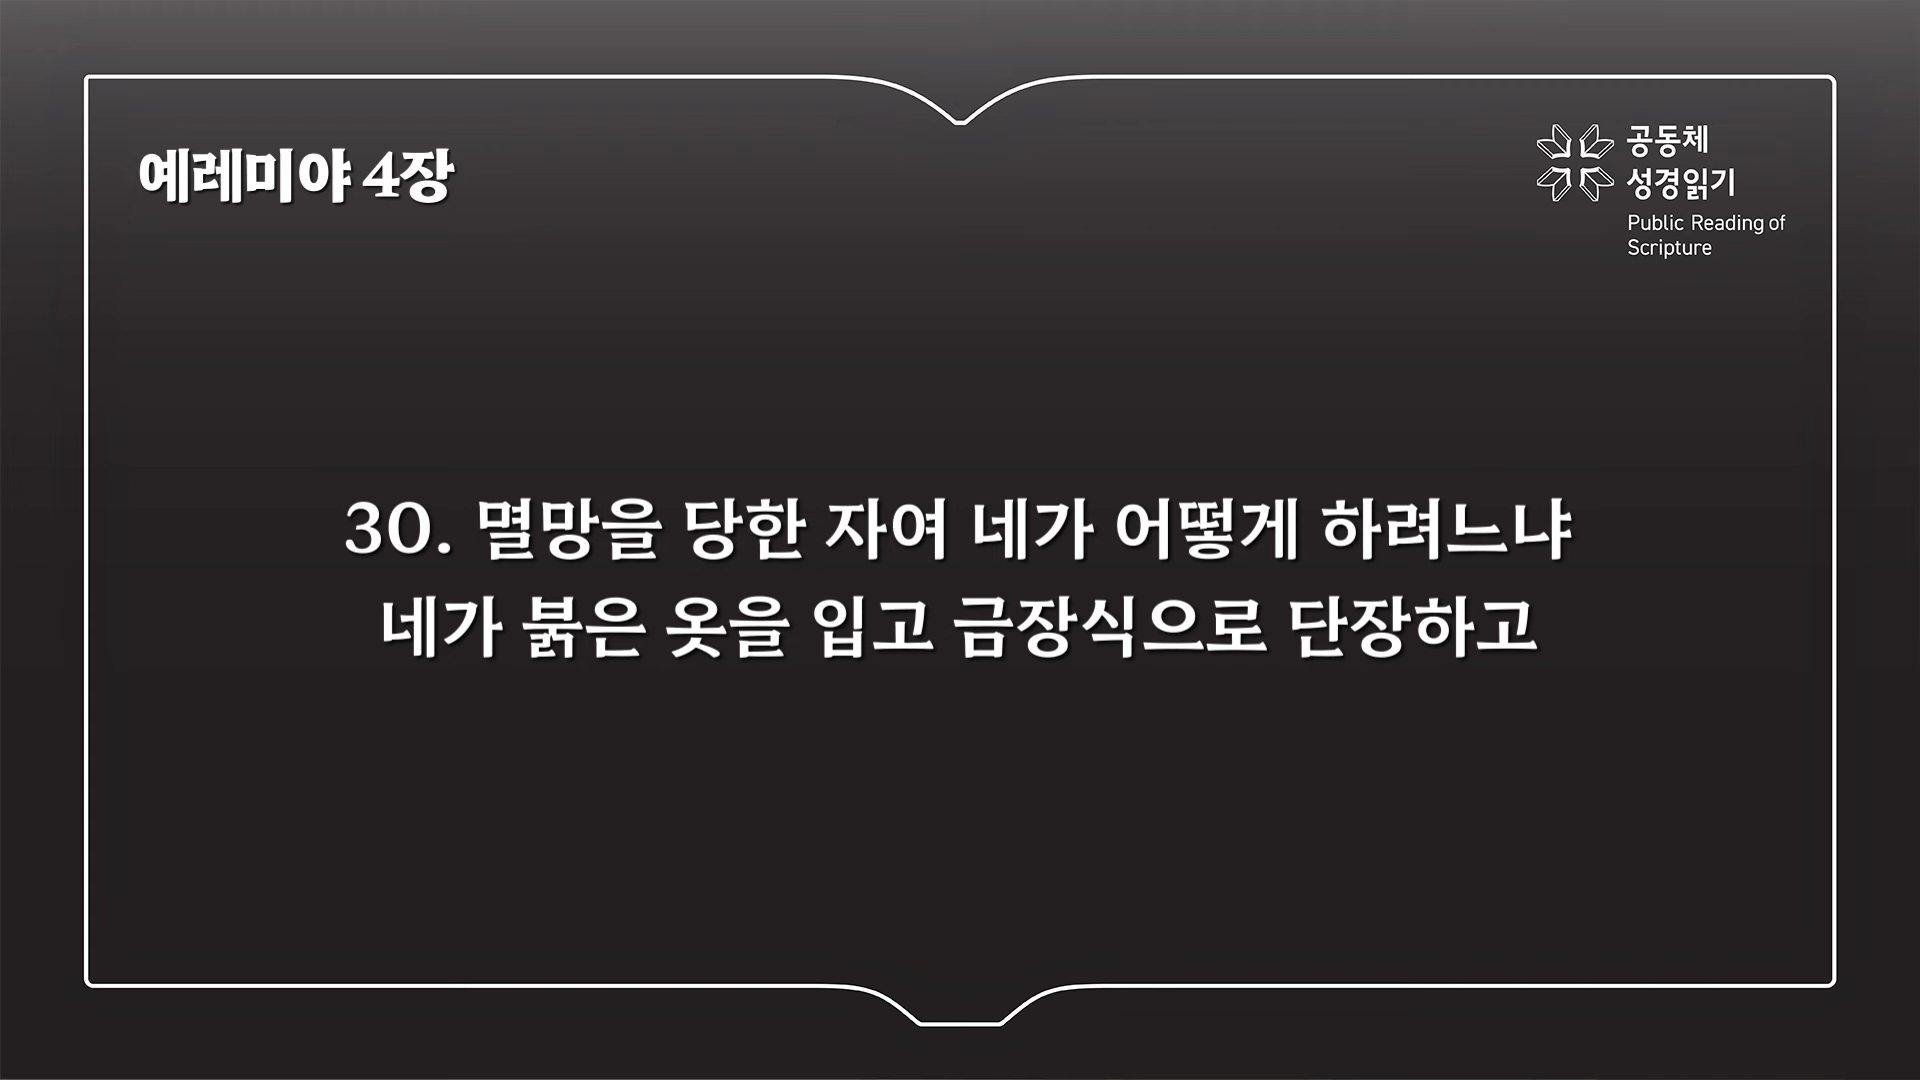 예레미야 4장
공동체
성경읽기
Public Reading of
Scripture
30. 멸망을 당한 자여 네가 어떻게 하려느냐
네가 붉은 옷을 입고 금장식으로 단장하고